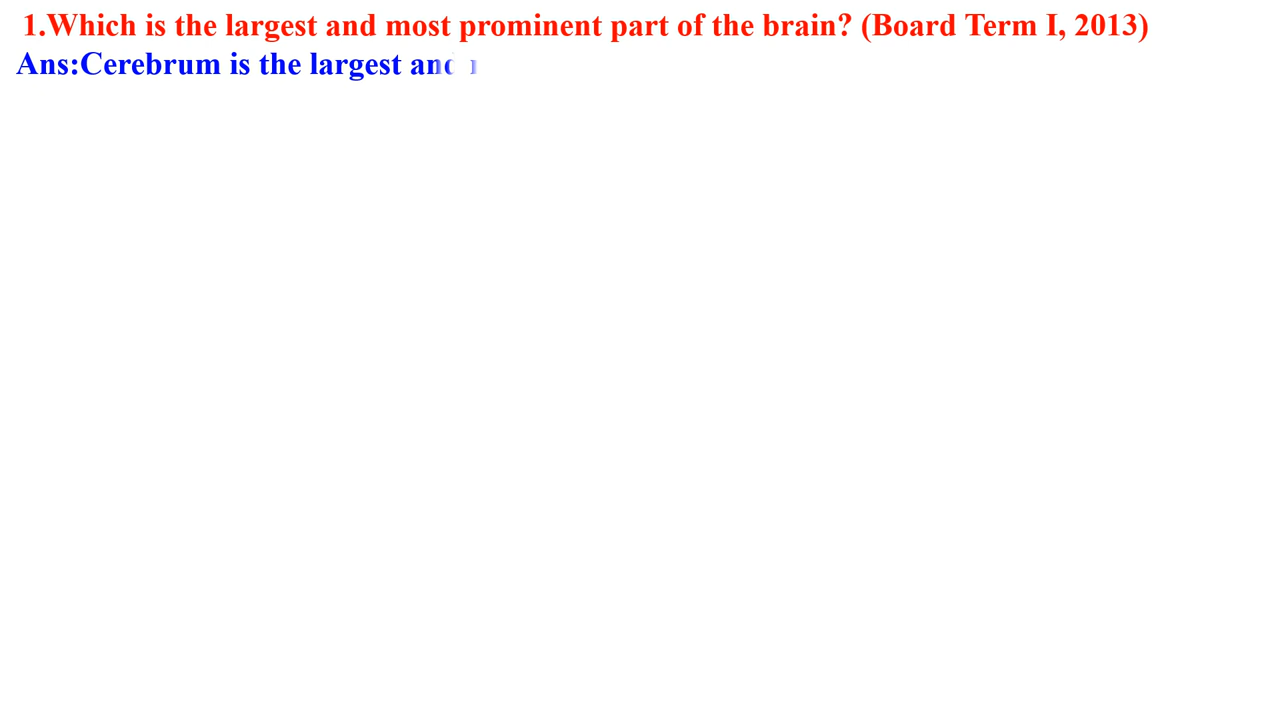 1.Which is the largest and most prominent part of the brain? (Board Term I, 2013)
Ans:Cerebrum is the largest and